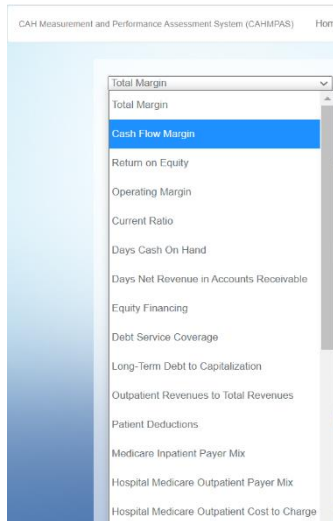 CAH Measurement and Performance Assessment System (CAHMPAS) Hom
Total Margin
Total Margin
Cash Flow Margin
Return on Equity
Operating Margin
Current Ratio
Days Cash On Hand
Days Net Revenue in Accounts Receivable
Equity Financing
Debt Service Coverage
Long-Term Debt to Capitalization
Outpatient Revenues to Total Revenues
Patient Deductions
Medicare Inpatient Payer Mix
Hospital Medicare Outpatient Payer Mix
Hospital Medicare Outpatient Cost to Charge